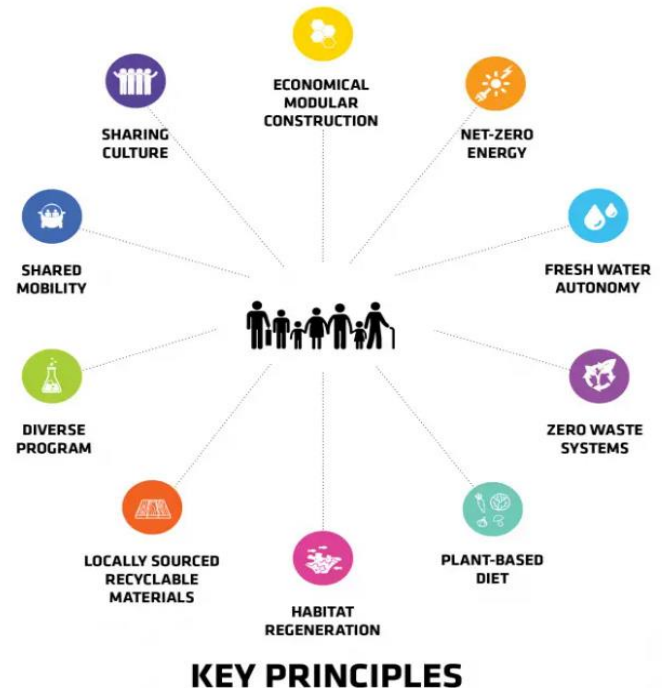 ECONOMICAL
MODULAR
CONSTRUCTION
NET-ZERO
ENERGY
FRESH WATER
AUTONOMY
ZERO WASTE
SYSTEMS
PLANT-BASED
DIET
HABITAT
REGENERATION
LOCALLY SOURCED
RECYCLABLE
MATERIALS
DIVERSE
PROGRAM
SHARED
MOBILITY
SHARING
CULTURE
KEY PRINCIPLES